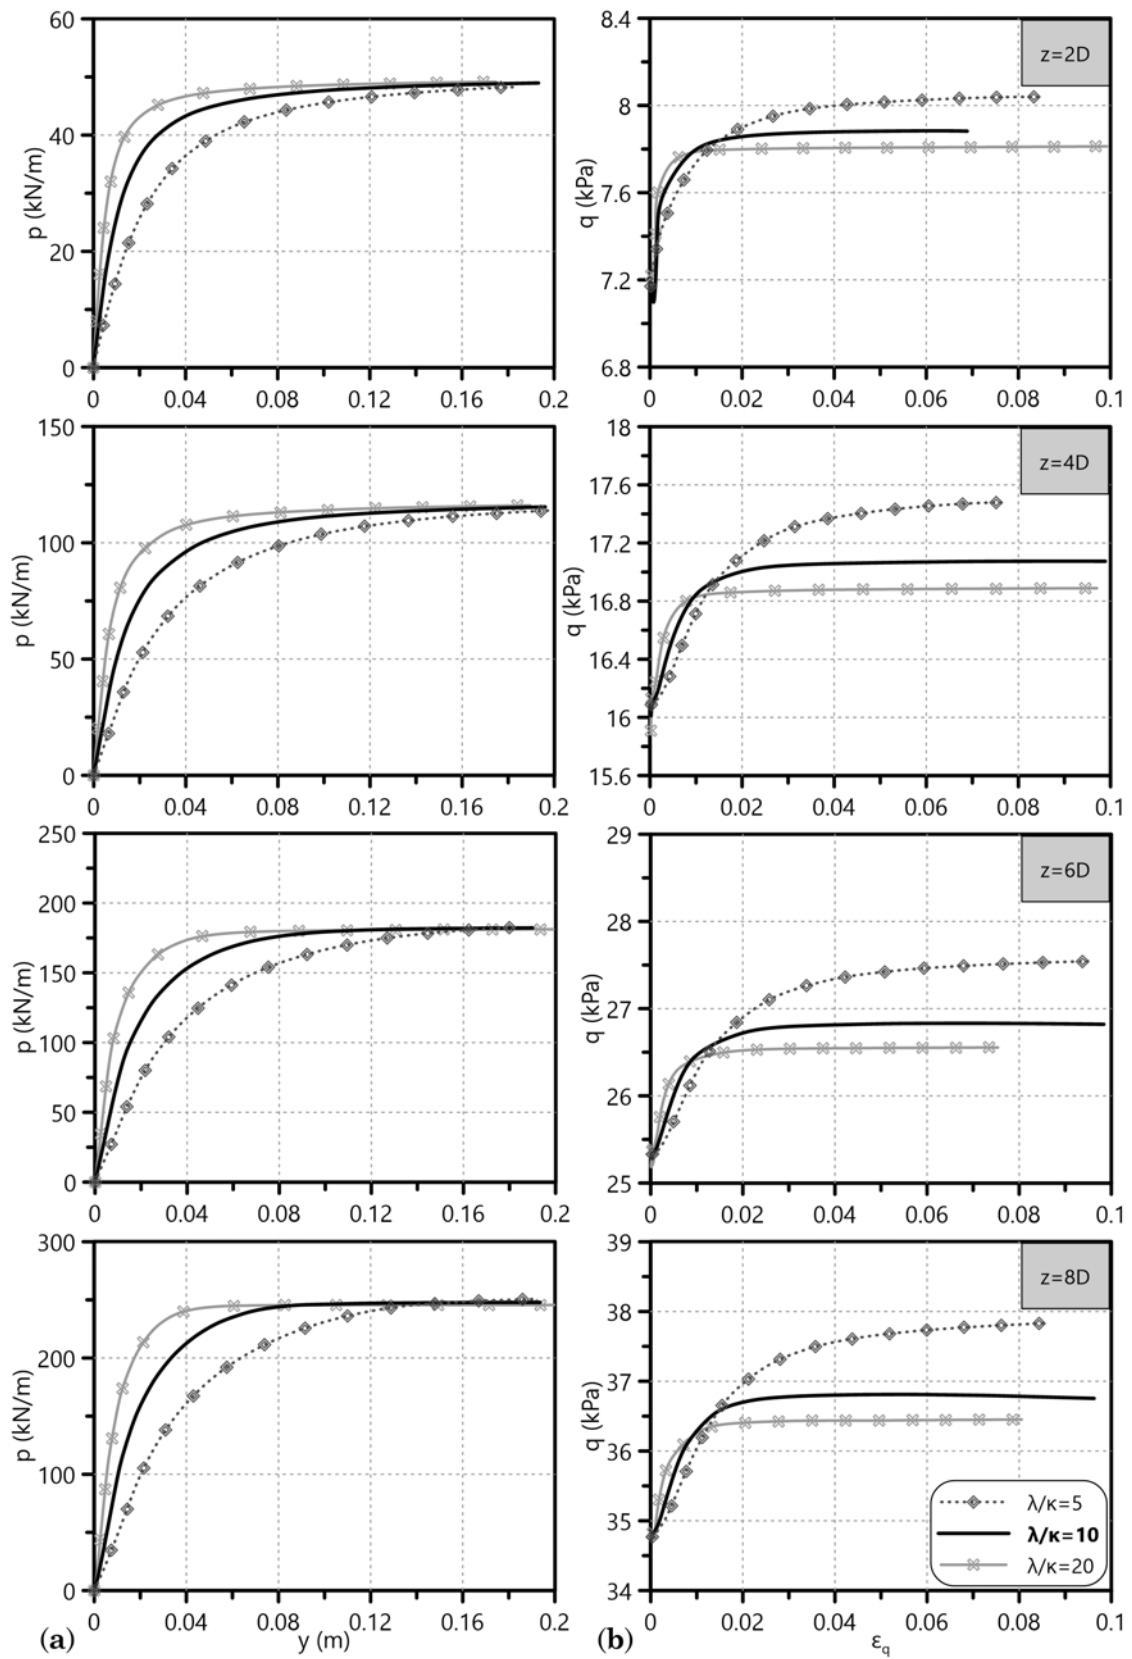 60
40
20
0
p (kN/m)
0 0.04 0.08 0.12 0.16 0.2
8.4
8
7.6
7.2
6.8
q (kPa)
z=2D
0 0.02 0.04 0.06 0.08 0.1
150
100
50
0
p (kN/m)
0 0.04 0.08 0.12 0.16 0.2
18
17.6
17.2
16.8
16.4
16
15.6
q (kPa)
z=4D
0 0.02 0.04 0.06 0.08 0.1
250
200
150
100
50
0
p (kN/m)
0 0.04 0.08 0.12 0.16 0.2
29
28
27
26
25
q (kPa)
z=6D
0 0.02 0.04 0.06 0.08 0.1
300
200
100
0
p (kN/m)
0 0.04 0.08 0.12 0.16 0.2
(a)
y (m)
39
38
37
36
35
34
q (kPa)
z=8D
λ/κ=5
λ/κ=10
λ/κ=20
0 0.02 0.04 0.06 0.08 0.1
(b)
εq